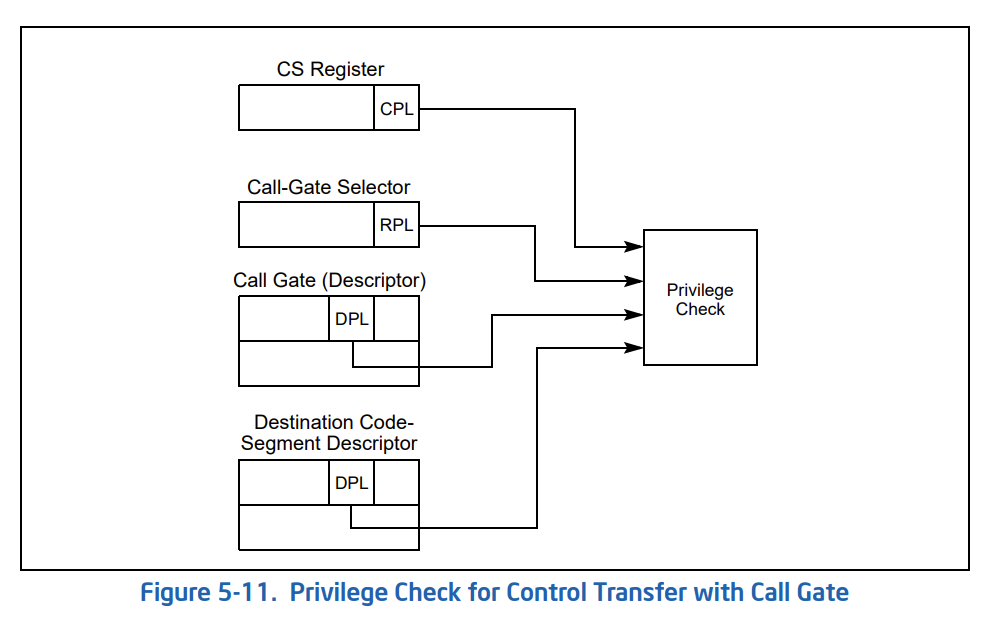 CS Register
CPL
Call-Gate Selector
RPL
Call Gate (Descriptor)
DPL
Privilege
Check
Destination Code-
Segment Descriptor
DPL
Figure 5-11.  Privilege Check for Control Transfer with Call Gate